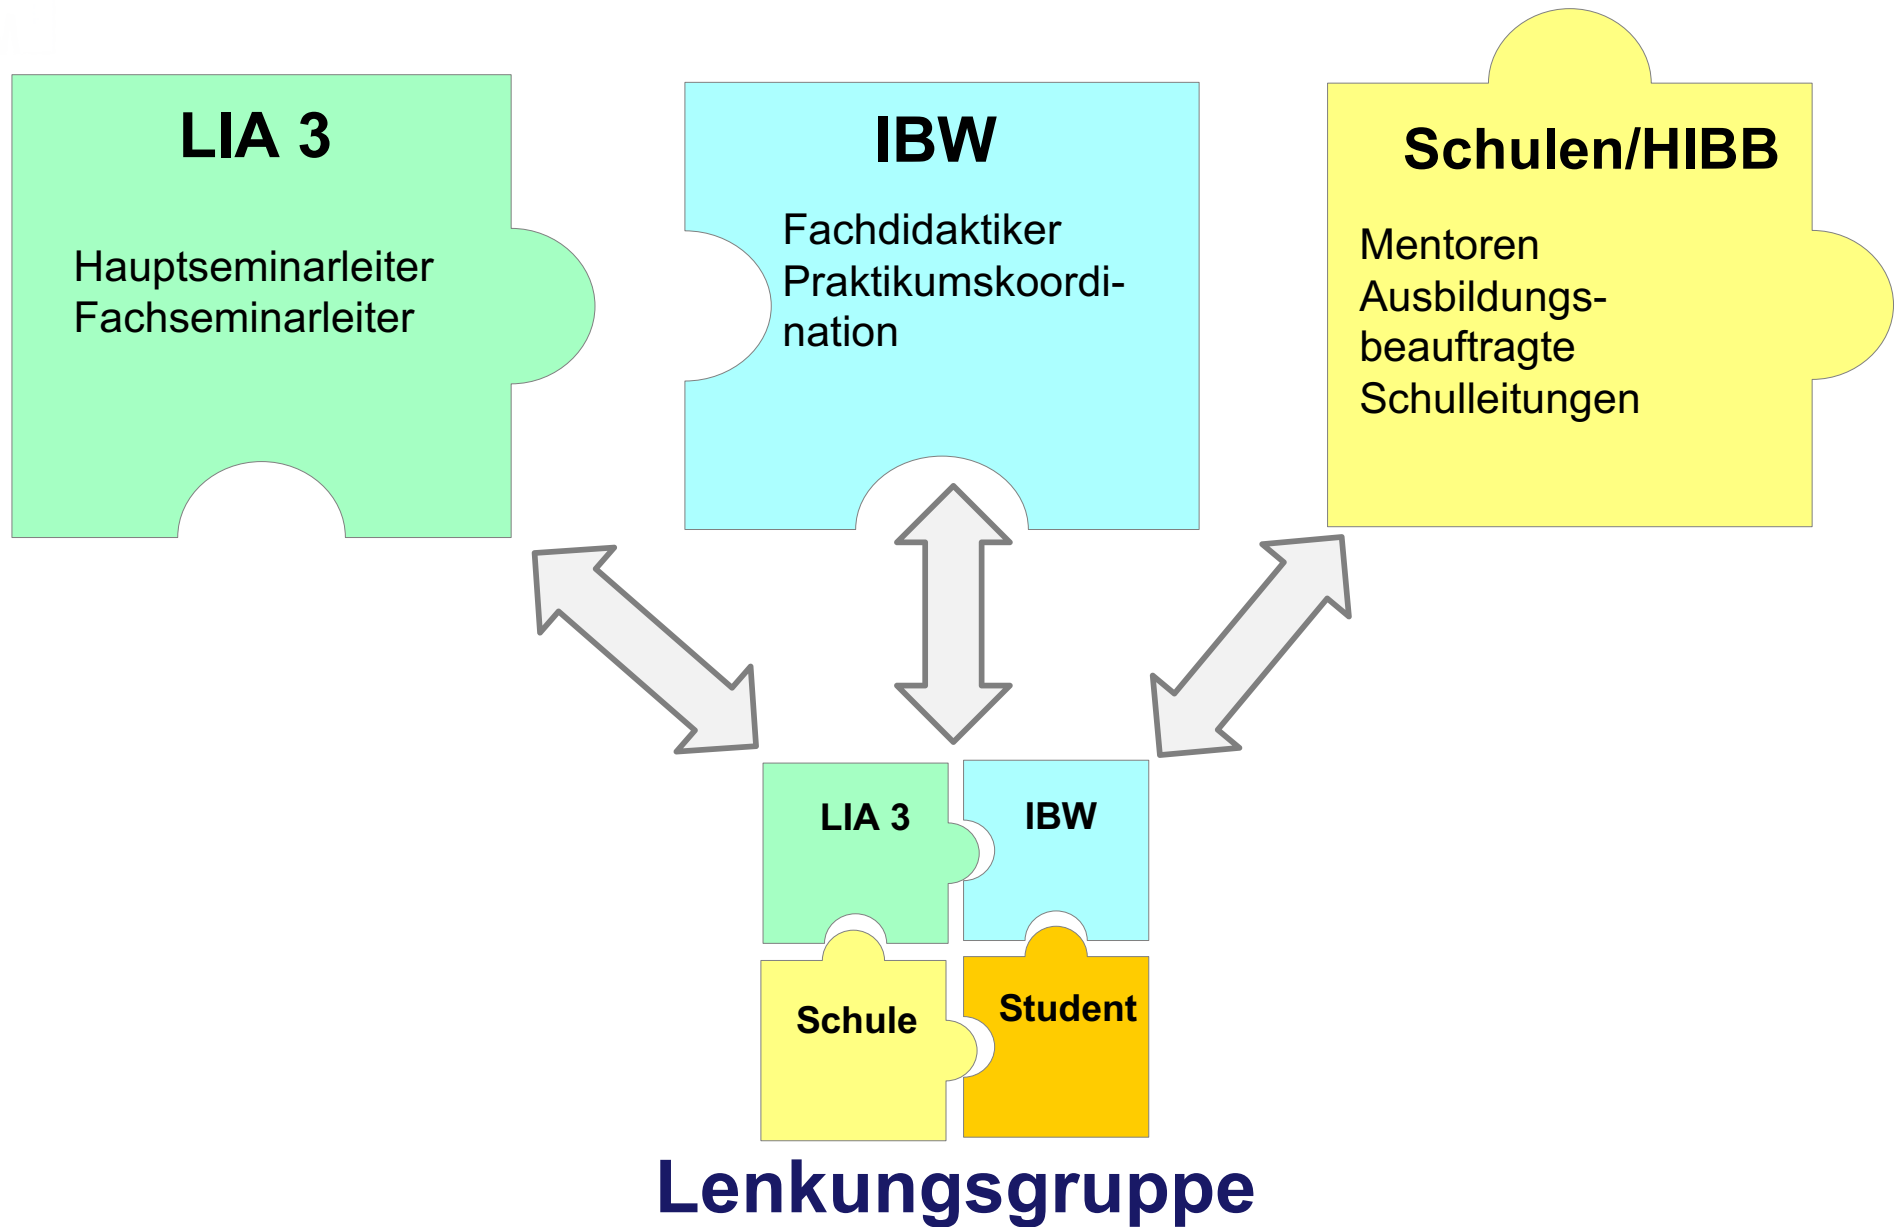 LIA 3
Hauptseminarleiter
Fachseminarleiter
IBW
Fachdidaktiker
Praktikumskoordi-
nation
Schulen/HIBB
Mentoren
Ausbildungs-
beauftragte
Schulleitungen
LIA 3
IBW
Schule
Student
Lenkungsgruppe